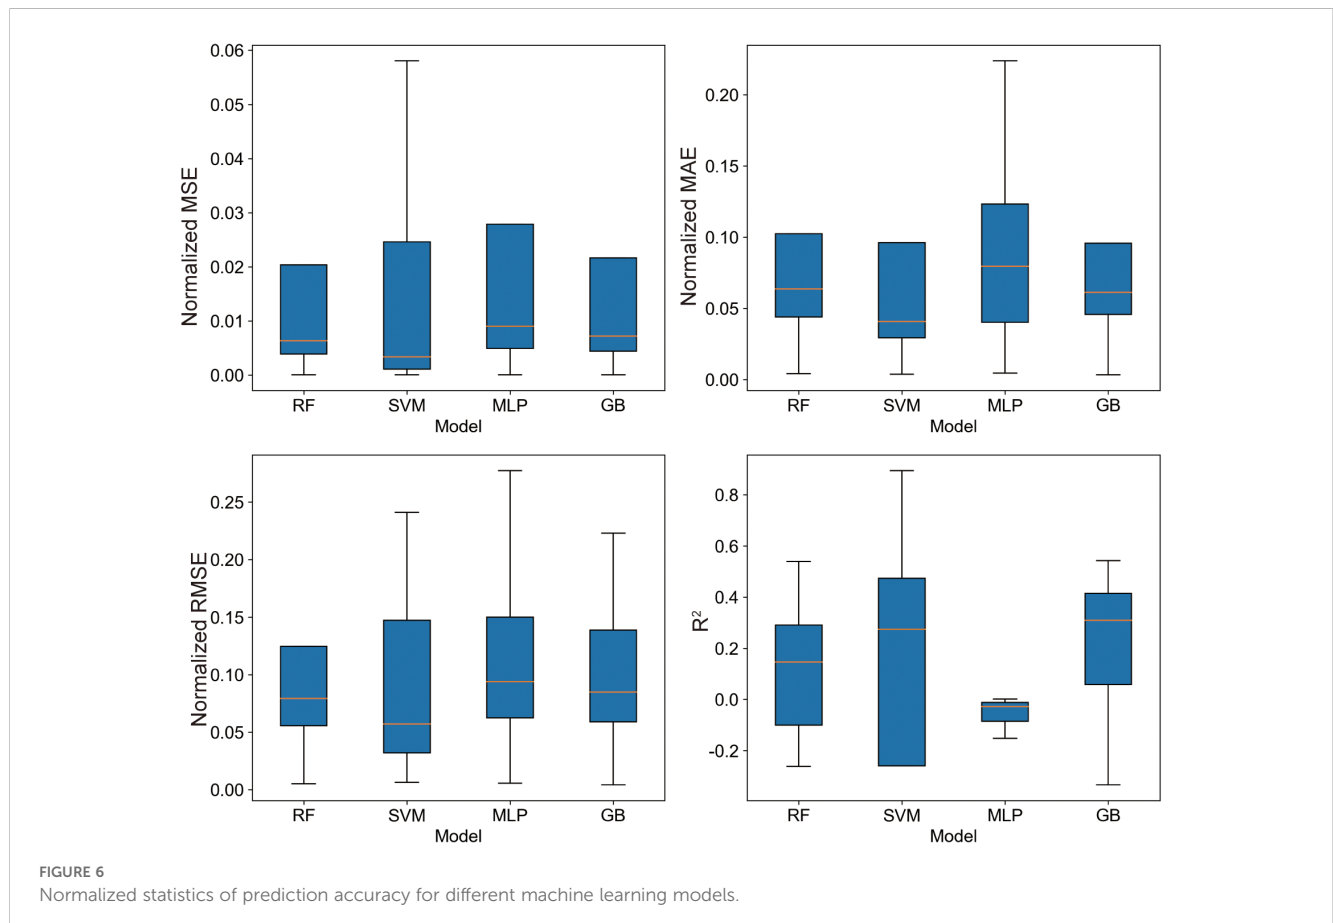 0.06
0.05
0.04
0.03
0.02
0.01
0.00
Normalized MSE
RF SVM MLP GB
Model
0.20
0.15
0.10
0.05
0.00
Normalized MAE
RF SVM MLP GB
Model
0.25
0.20
0.15
0.10
0.05
0.00
Normalized RMSE
RF SVM MLP GB
Model
0.8
0.6
0.4
0.2
0.0
-0.2
R²
RF SVM MLP GB
Model
FIGURE 6
Normalized statistics of prediction accuracy for different machine learning models.